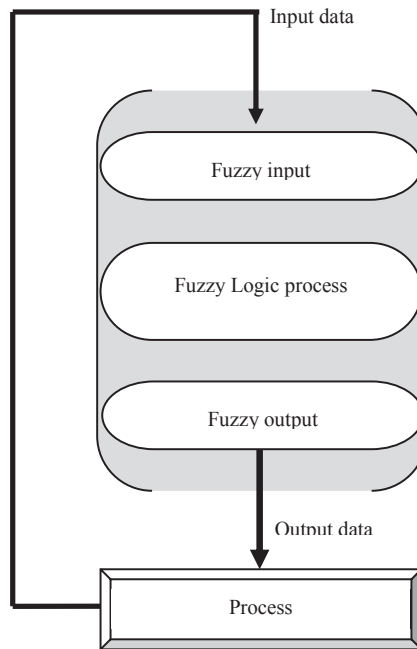 Input data
Fuzzy input
Fuzzy Logic process
Fuzzy output
Output data
Process